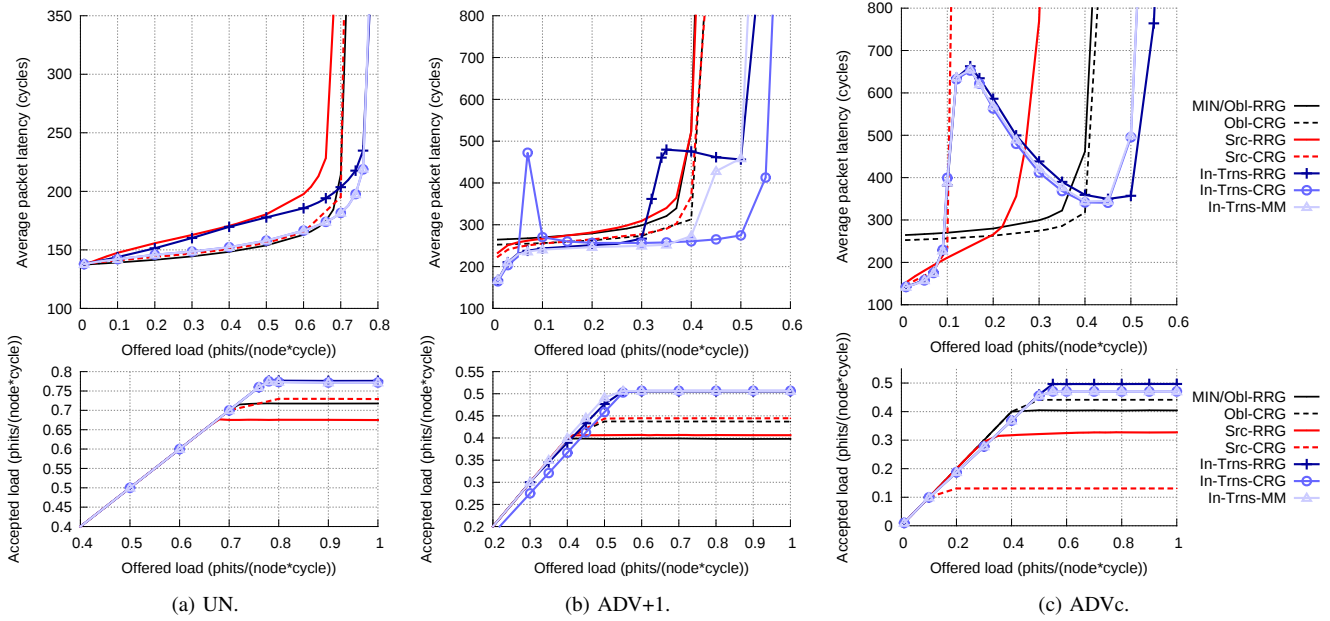 Average packet latency (cycles)
350
300
250
200
150
100
0 0.1 0.2 0.3 0.4 0.5 0.6 0.7 0.8
Offered load (phits/(node*cycle))
Average packet latency (cycles)
800
700
600
500
400
300
200
100
0 0.1 0.2 0.3 0.4 0.5 0.6
Offered load (phits/(node*cycle))
Average packet latency (cycles)
800
700
600
500
400
300
200
100
0 0.1 0.2 0.3 0.4 0.5 0.6
Offered load (phits/(node*cycle))
MIN/Obl-RRG
Obl-CRG
Src-RRG
Src-CRG
In-Trns-RRG
In-Trns-CRG
In-Trns-MM
Accepted load (phits/(node*cycle))
0.8
0.75
0.7
0.65
0.6
0.55
0.5
0.45
0.4
0.4 0.5 0.6 0.7 0.8 0.9 1
Offered load (phits/(node*cycle))
Accepted load (phits/(node*cycle))
0.55
0.5
0.45
0.4
0.35
0.3
0.25
0.2
0.2 0.3 0.4 0.5 0.6 0.7 0.8 0.9 1
Offered load (phits/(node*cycle))
Accepted load (phits/(node*cycle))
0.5
0.4
0.3
0.2
0.1
0
0 0.2 0.4 0.6 0.8 1
Offered load (phits/(node*cycle))
MIN/Obl-RRG
Obl-CRG
Src-RRG
Src-CRG
In-Trns-RRG
In-Trns-CRG
In-Trns-MM
(a) UN.
(b) ADV+1.
(c) ADVc.